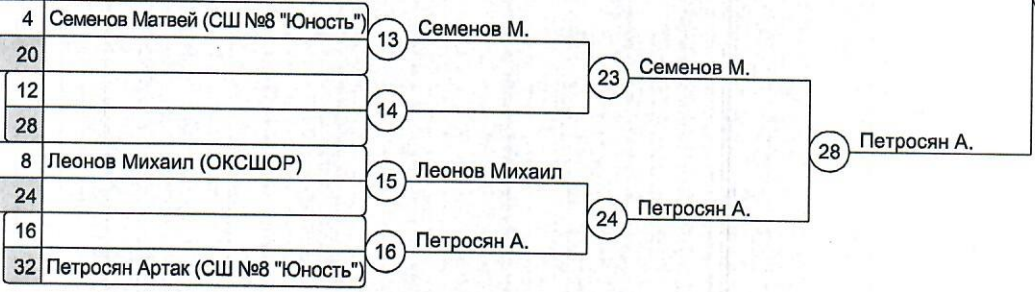 4 Семенов Матвей (СШ №8 "Юность")
13 Семенов М.
20
23 Семенов М.
12
14
28
28 Петросян А.
8 Леонов Михаил (ОКСШОР)
15 Леонов Михаил
24
24 Петросян А.
16
16 Петросян А.
32 Петросян Артак (СШ №8 "Юность")